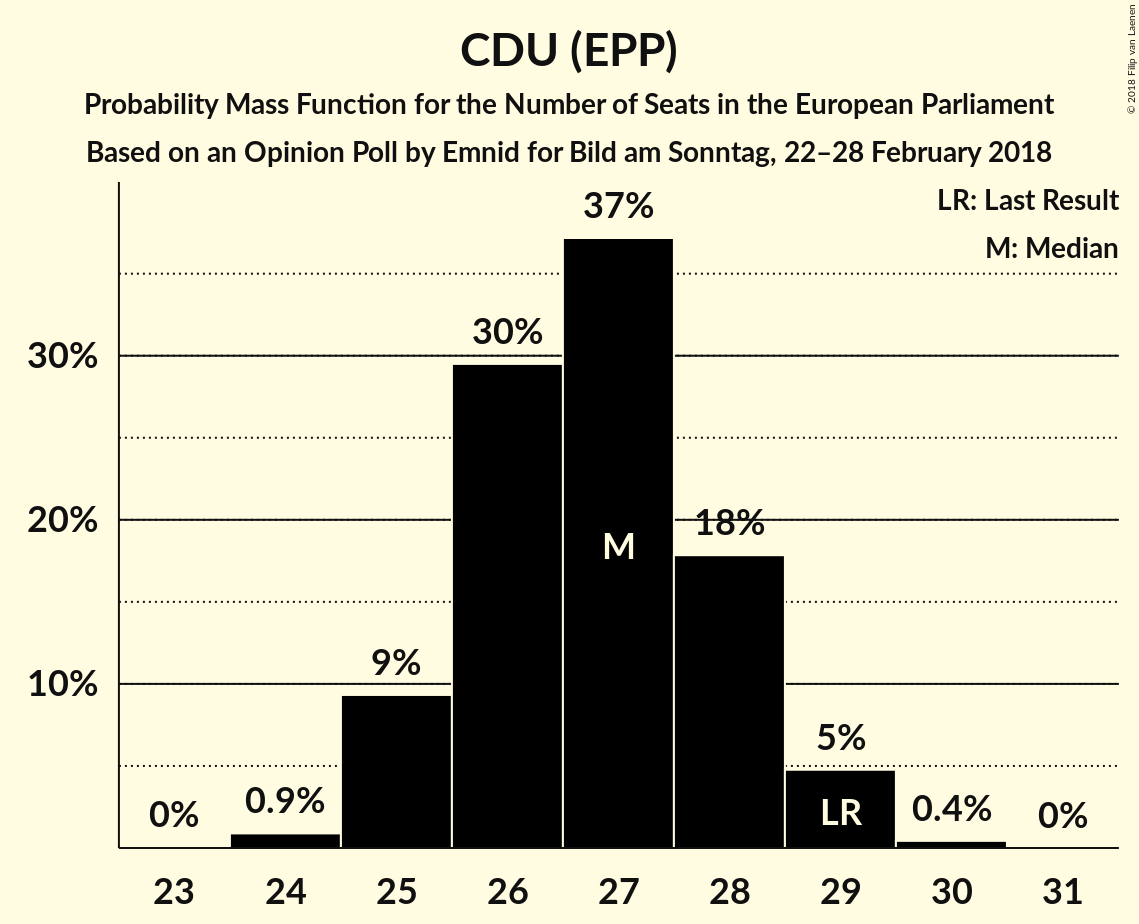 CDU (EPP)
Probability Mass Function for the Number of Seats in the European Parliament
Based on an Opinion Poll by Emnid for Bild am Sonntag, 22–28 February 2018
© 2018 Filip van Laenen
LR: Last Result
M: Median
37%
30%
30%
20%
18%
M
10%
9%
5%
0%
0.9%
LR
0.4%
0%
23 24 25 26 27 28 29 30 31